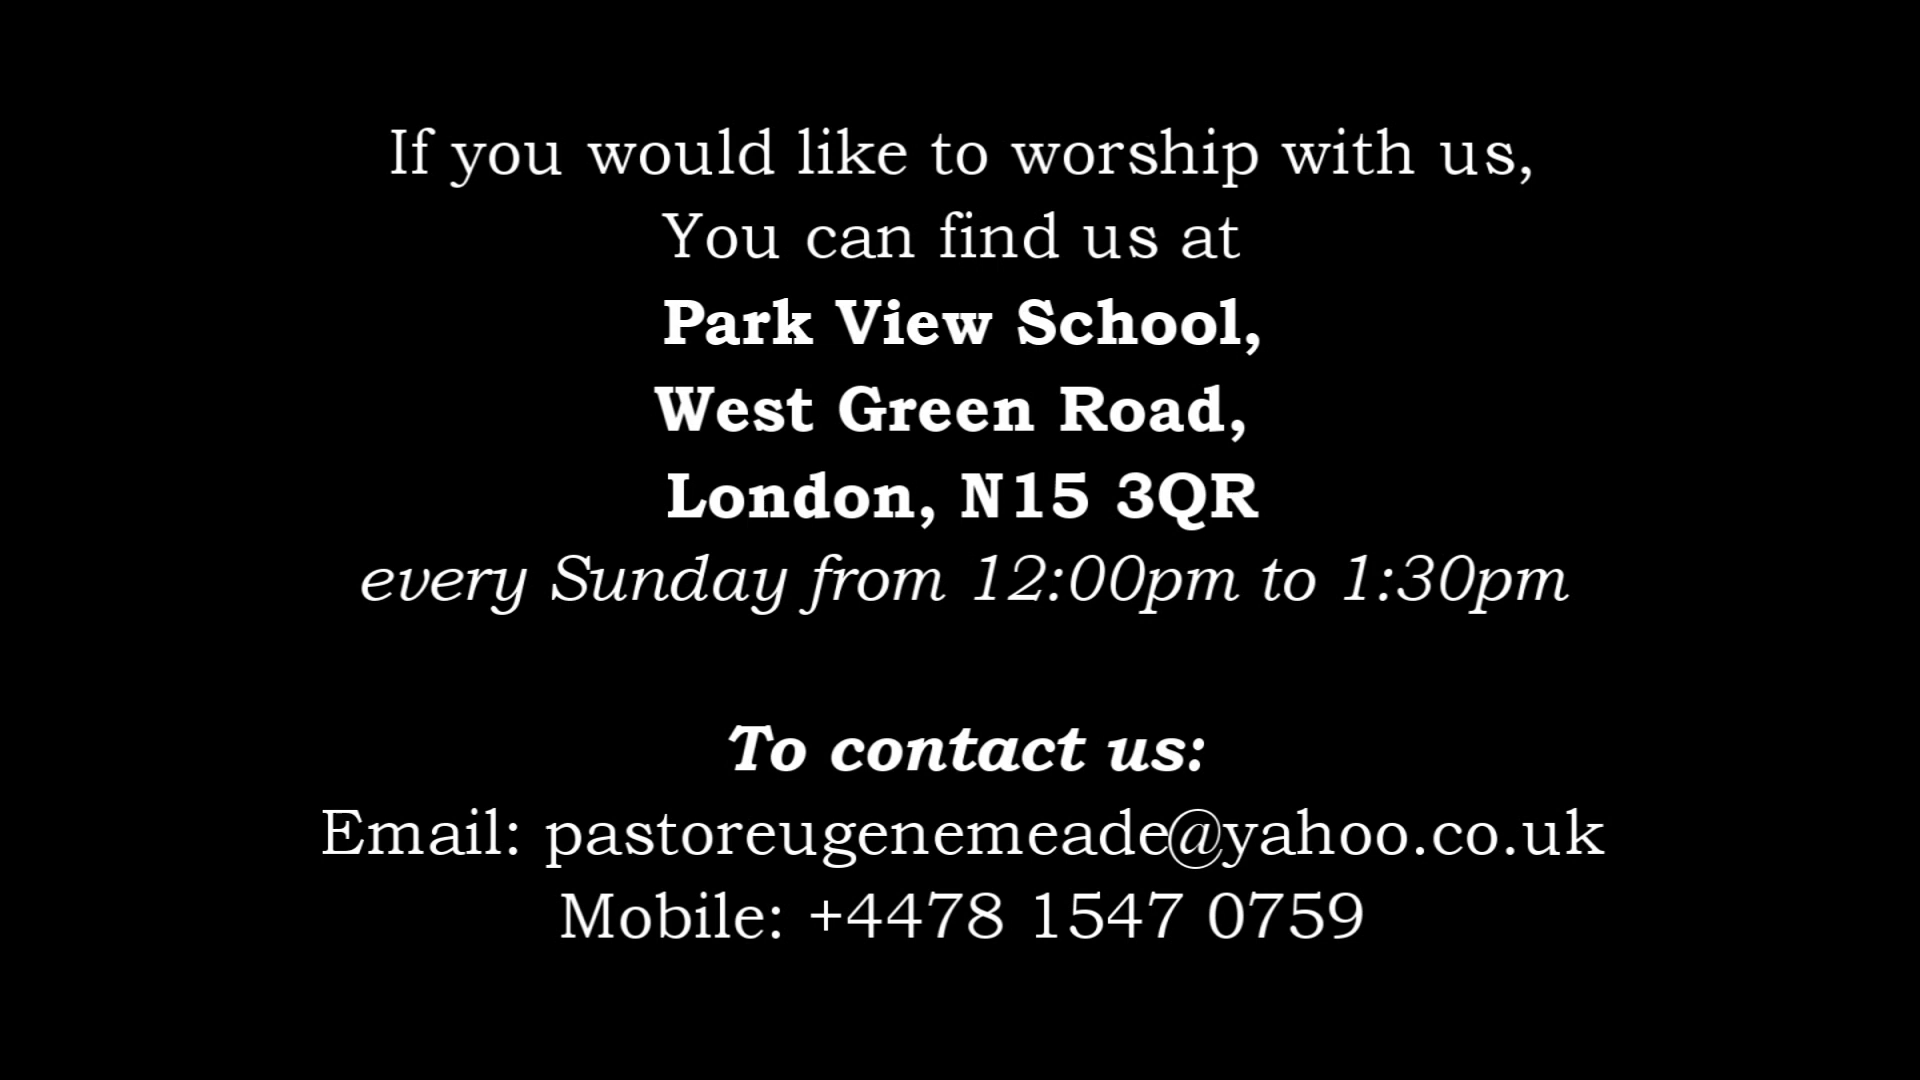 If you would like to worship with us,
You can find us at
Park View School,
West Green Road,
London, N15 3QR
every Sunday from 12:00pm to 1:30pm
To contact us:
Email: pastoreugenemeade@yahoo.co.uk
Mobile: +4478 1547 0759